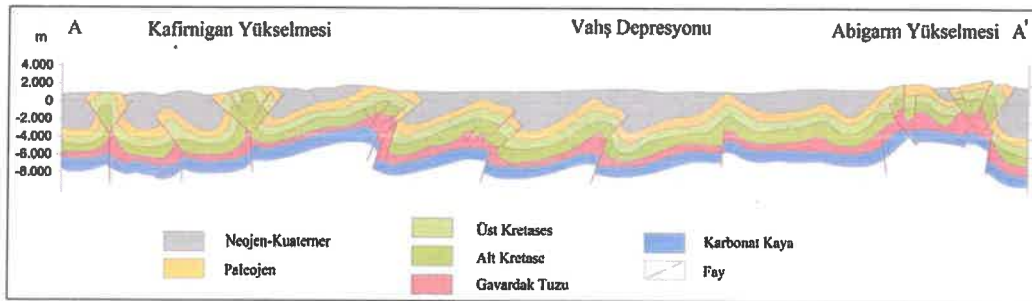 A Kafirnigan Yükselmesi Vahş Depresyonu Abigarm Yükselmesi A'
m
4.000
2.000
0
-2.000
-4.000
-6.000
-8.000
Neojen-Kuaterner
Paleojen
Üst Kretases
Alt Kretase
Gavardak Tuzu
Karbonat Kaya
Fay